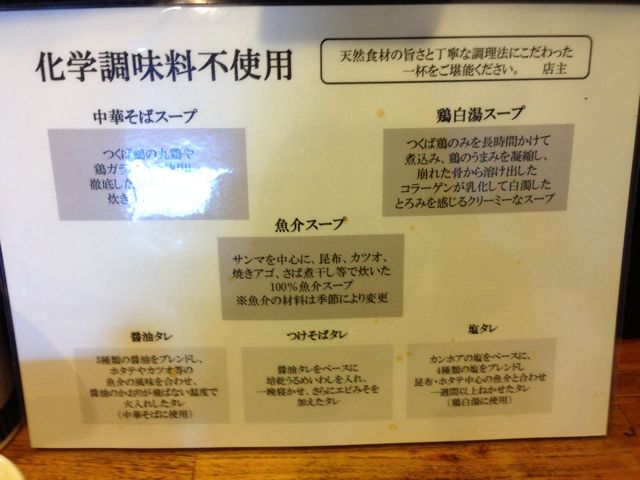 化学調味料不使用
天然食材の旨さと丁寧な調理法にこだわった
一杯をご堪能ください。 店主
中華そばスープ
つくば鶏の丸鶏や
鶏ガラ
徹底した
炊き
鶏白湯スープ
つくば鶏のみを長時間かけて
煮込み、鶏のうまみを凝縮し、
崩れた骨から溶け出した
コラーゲンが乳化して白濁した
とろみを感じるクリーミーなスープ
魚介スープ
サンマを中心に、昆布、カツオ、
焼きアゴ、さば煮干し等で炊いた
100%魚介スープ
※魚介の材料は季節により変更
醤油タレ
3種類の醤油をブレンドし、
ホタテやカツオ等の
魚介の風味を合わせ、
醤油のかおりが飛ばない温度で
火入れしたタレ
(中華そばに使用)
つけそばタレ
醤油タレをベースに
焙乾うるめいわしを入れ、
一晩寝かせ、さらにエビみそを
加えたタレ
塩タレ
カンホアの塩をベースに、
4種類の塩をブレンドし
昆布・ホタテ中心の魚介と合わせ
一週間以上ねかせたタレ
(鶏白湯に使用)